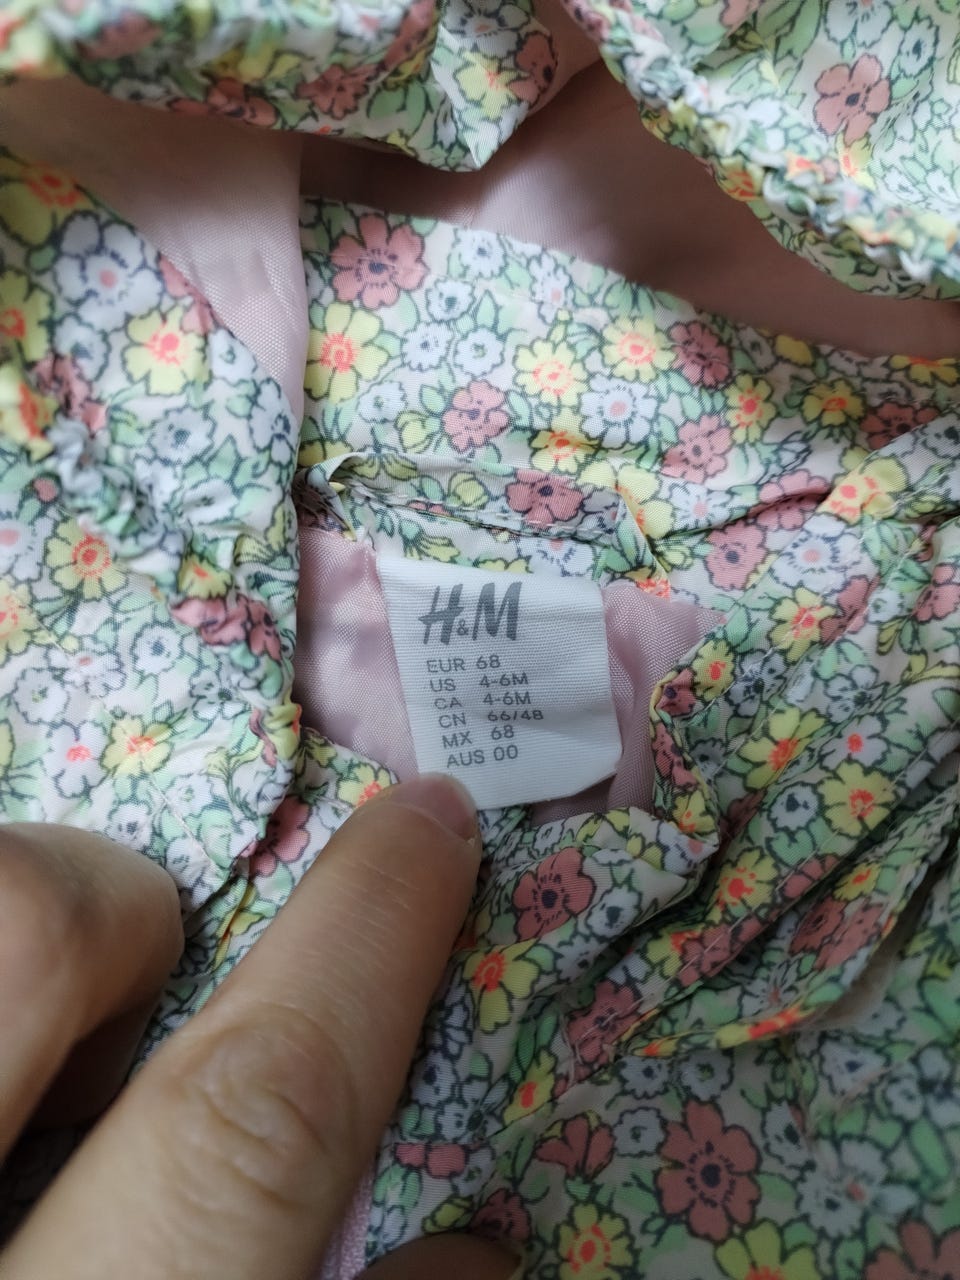 H&M
EUR 68
US 4-6M
CA 4-6M
CN 66/48
MX 68
AUS 00